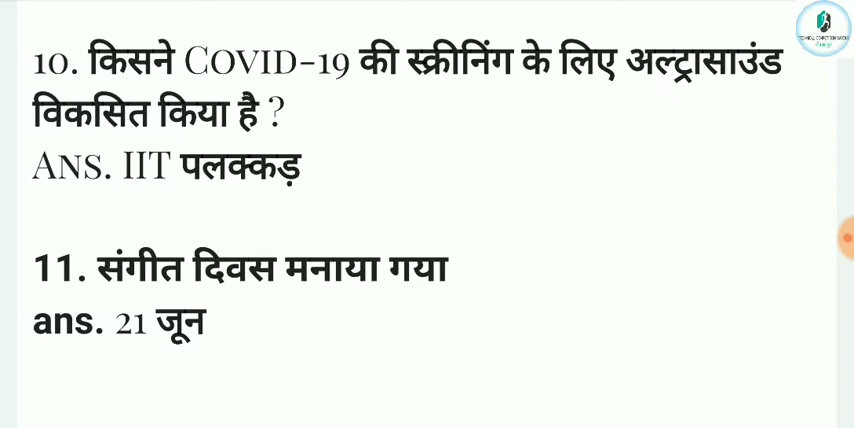 10. किसने COVID-19 की स्क्रीनिंग के लिए अल्ट्रासाउंड
विकसित किया है ?
ANS. IIT पलक्कड़
11. संगीत दिवस मनाया गया
ans. 21 जून